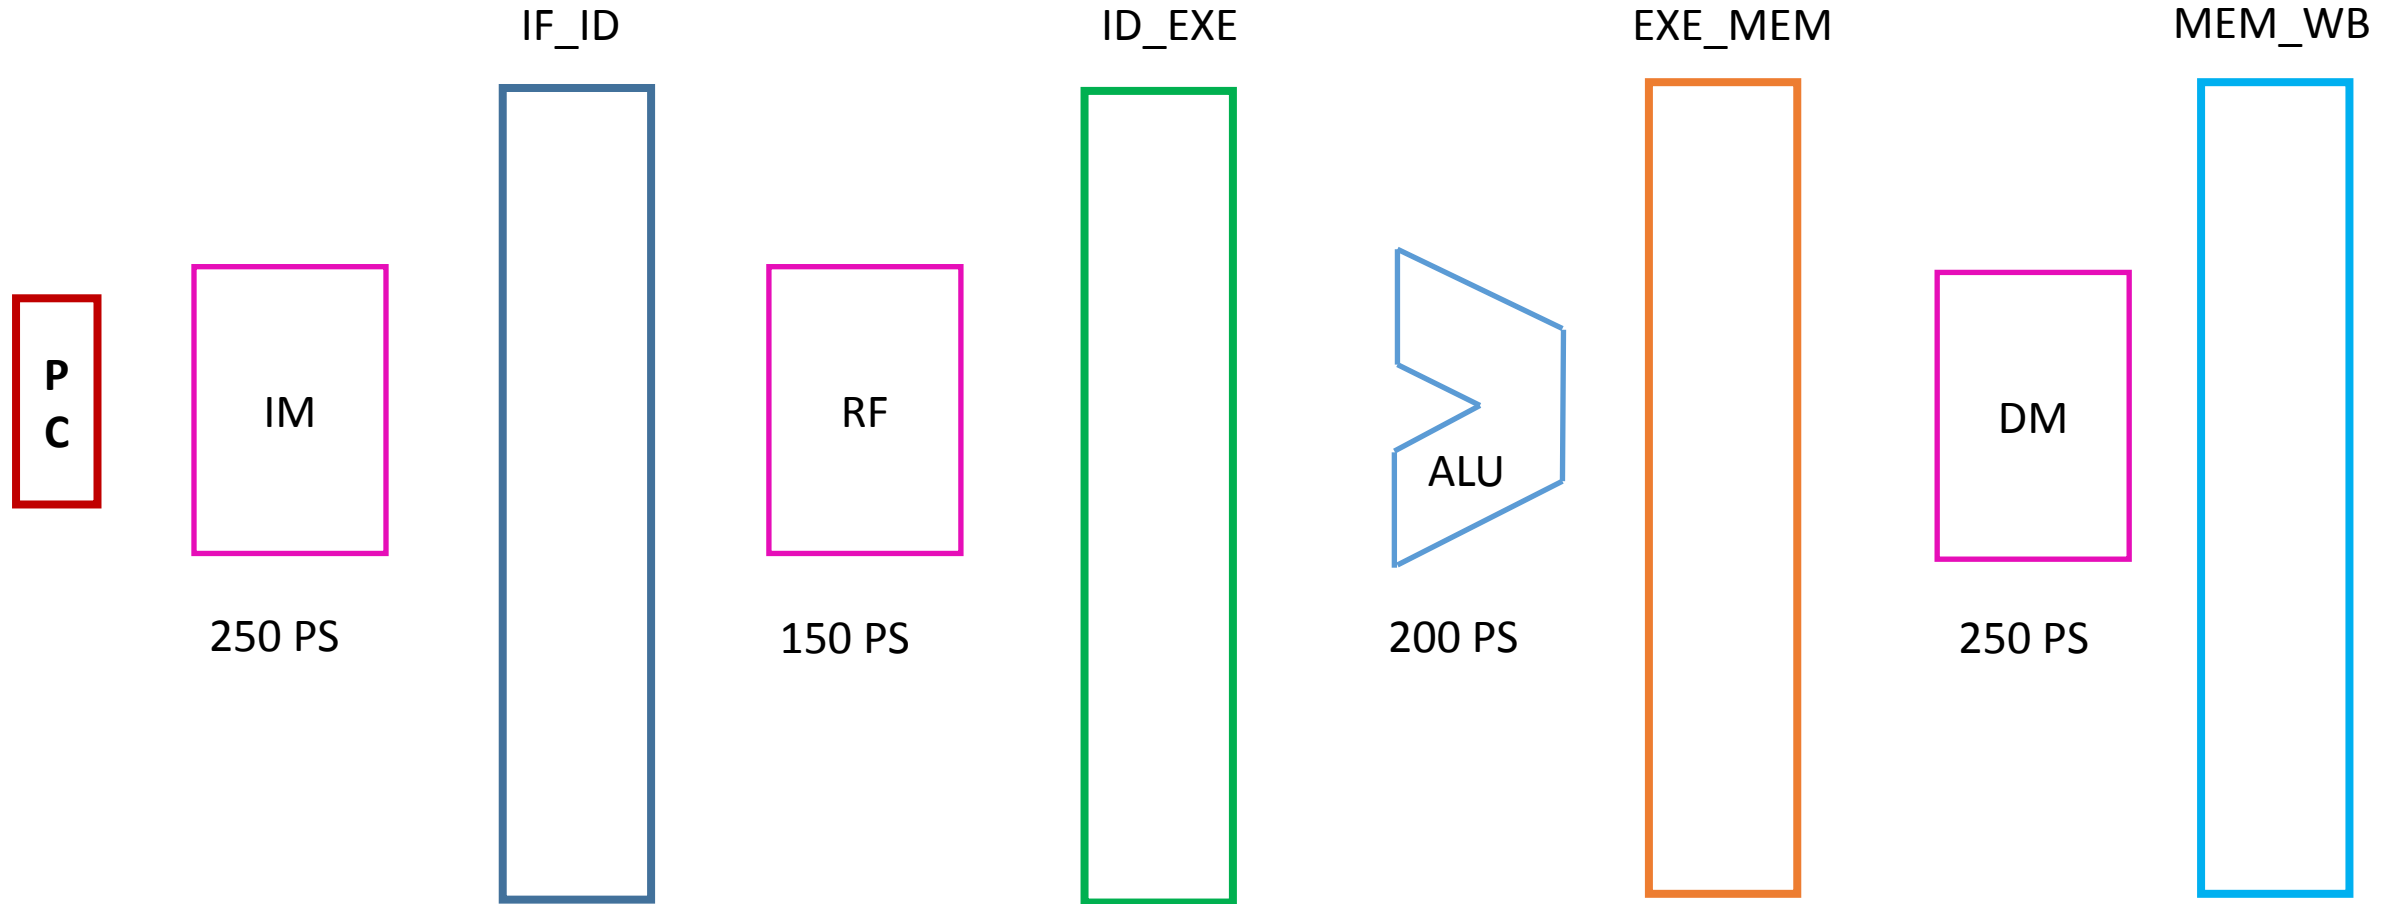 IF_ID
ID_EXE
EXE_MEM
MEM_WB
P
C
IM
RF
ALU
DM
250 PS
150 PS
200 PS
250 PS